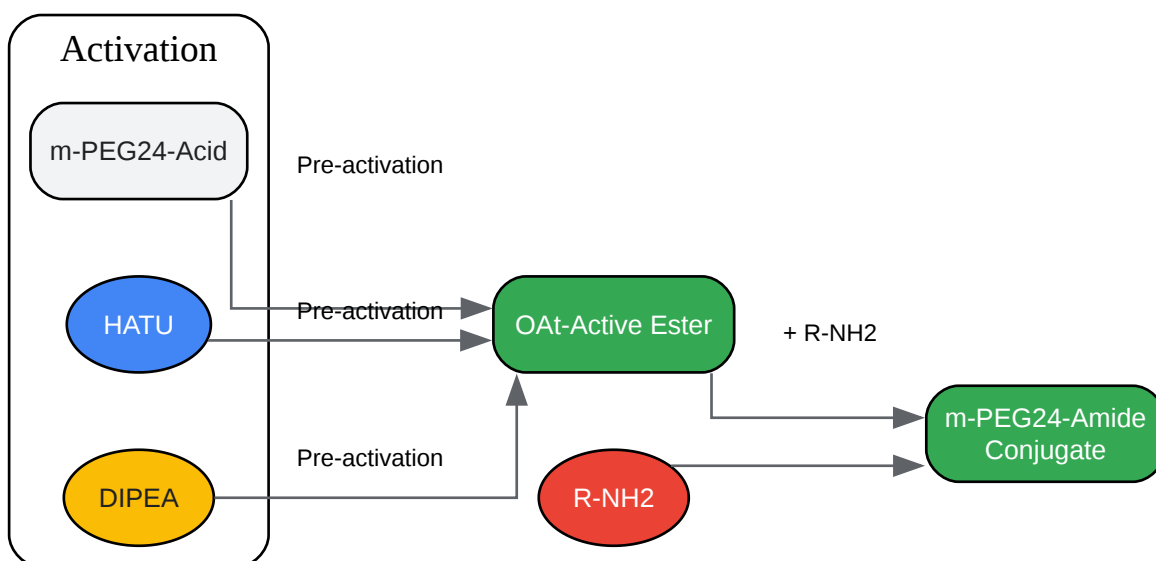 Activation
m-PEG24-Acid
Pre-activation
HATU
Pre-activation
OAt-Active Ester
+ R-NH2
m-PEG24-Amide
Conjugate
Pre-activation
DIPEA
R-NH2